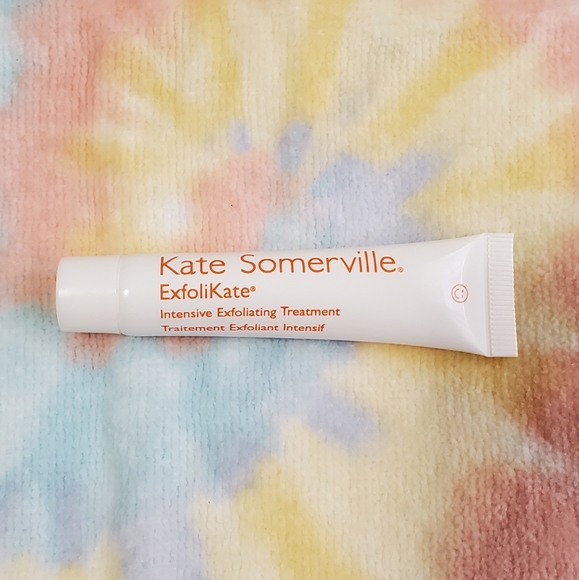 Kate Somerville®
ExfoliKate®
Intensive Exfoliating Treatment
Traitement Exfoliant Intensif